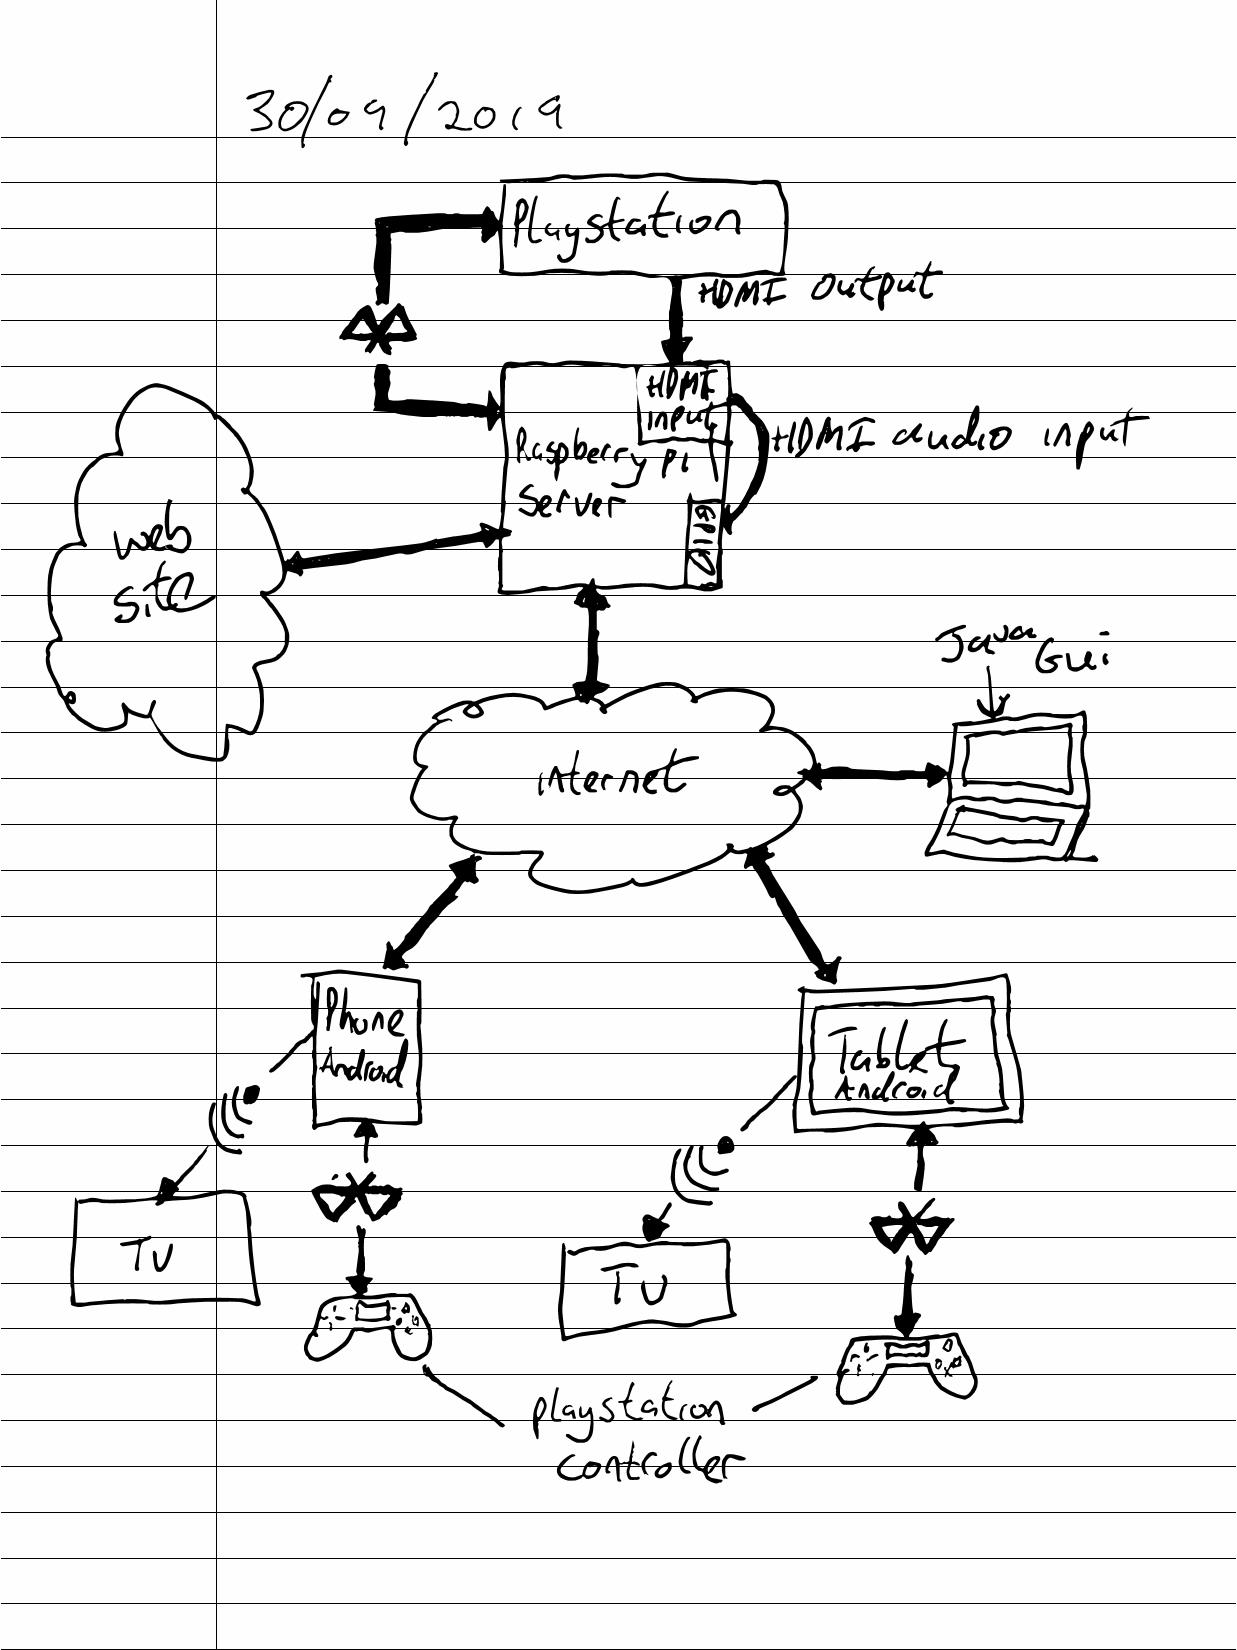 30/09/2019
Playstation
HDMI output
HDMI
input
HDMI audio input
Raspberry Pi
Server
GPIO
web
site
Java Gui
internet
Phone
Android
Tablet
Android
TV
TV
playstation
controller